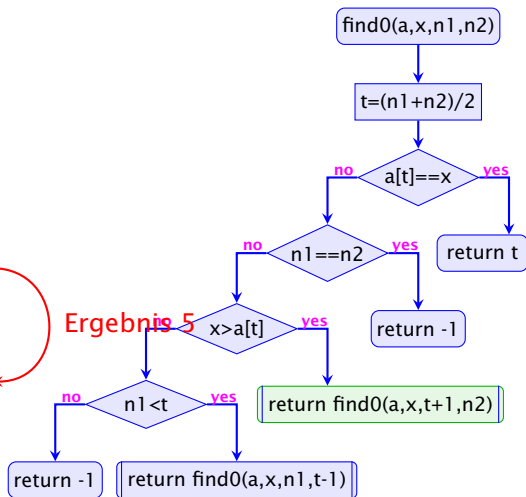 find0(a,x,n1,n2)
t=(n1+n2)/2
a[t]==x
no
yes
return t
n1==n2
no
yes
return -1
Ergebnis 5
x>a[t]
no
yes
return find0(a,x,t+1,n2)
n1<t
no
yes
return -1
return find0(a,x,n1,t-1)